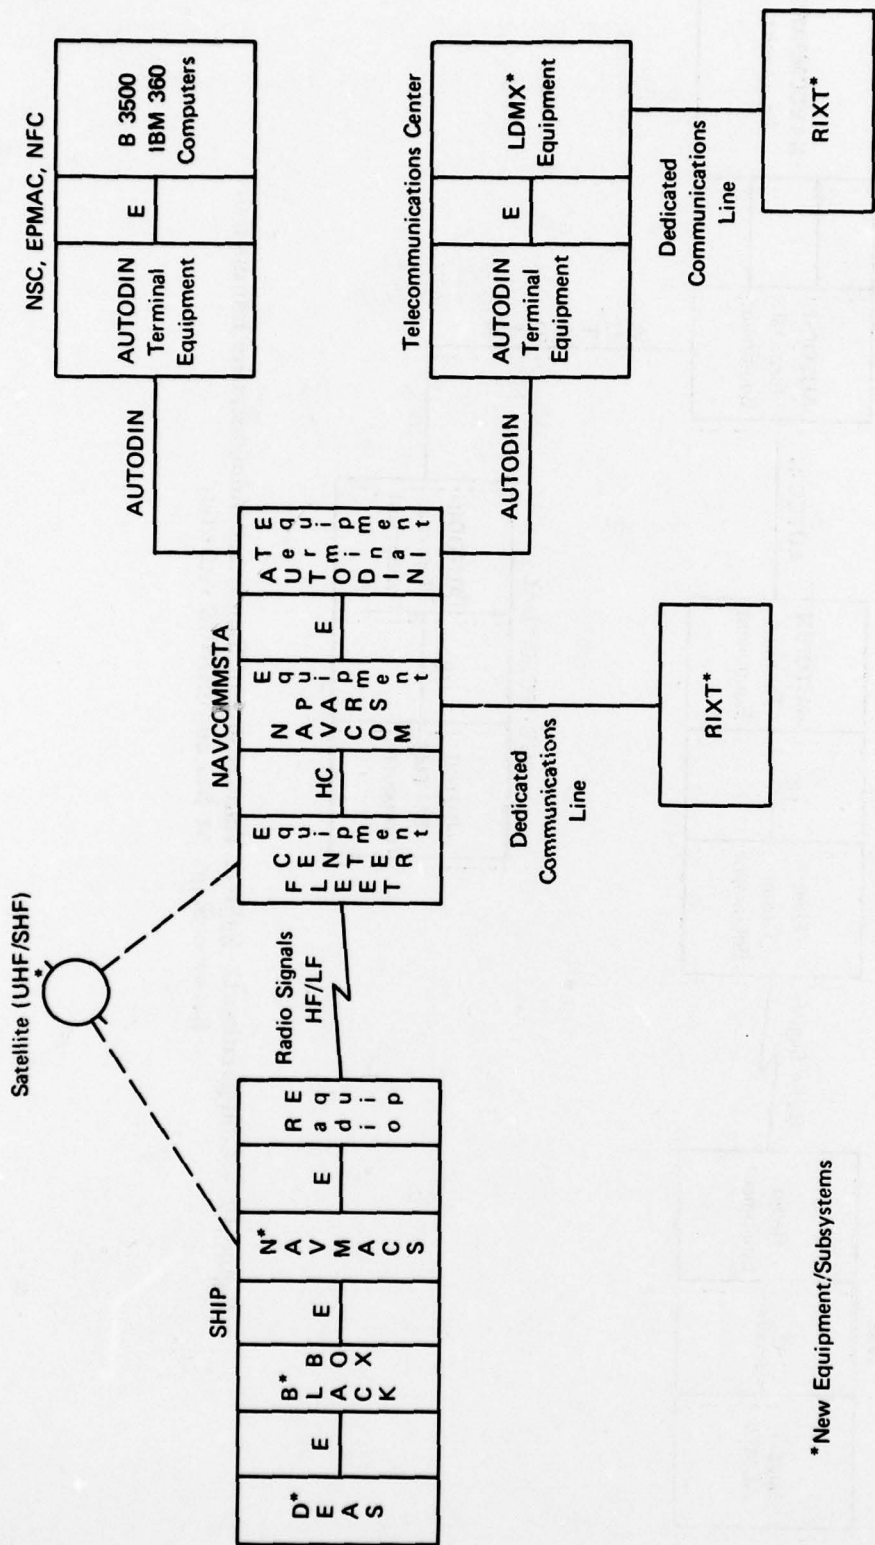 Satellite (UHF/SHF)
*
NSC, EPMAC, NFC
AUTODIN
Terminal
Equipment
E
B 3500
IBM 360
Computers
AUTODIN
SHIP
DEAS*
E
BLACK*
BOX
E
NAVMACS*
E
Radio
Equip
Radio Signals
HF/LF
NAVCOMMSTA
FLEET
CENTER
Equipment
HC
NAVCOM
PARS
Equipment
E
AUTODIN
Terminal
Equipment
AUTODIN
Telecommunications Center
AUTODIN
Terminal
Equipment
E
LDMX*
Equipment
Dedicated
Communications
Line
RIXT*
Dedicated
Communications
Line
RIXT*
*New Equipment/Subsystems